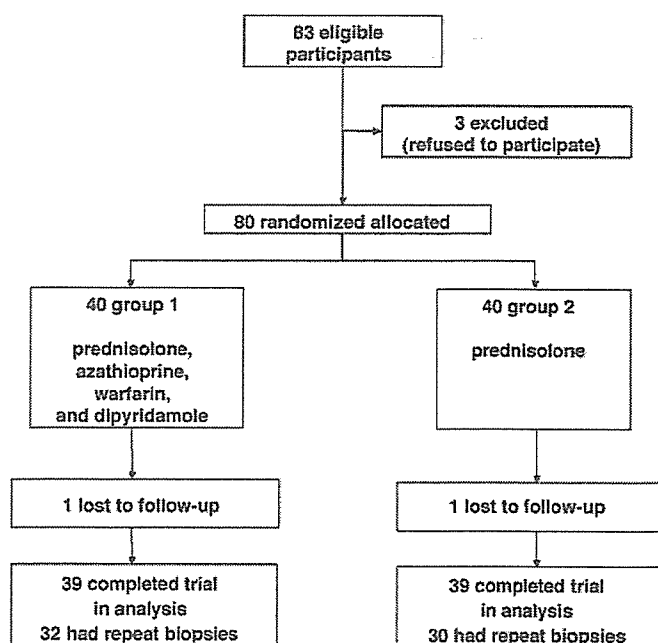 83 eligible
participants
3 excluded
(refused to participate)
80 randomized allocated
40 group 1
prednisolone,
azathioprine,
warfarin,
and dipyridamole
40 group 2
prednisolone
1 lost to follow-up
1 lost to follow-up
39 completed trial
in analysis
32 had repeat biopsies
39 completed trial
in analysis
30 had repeat biopsies